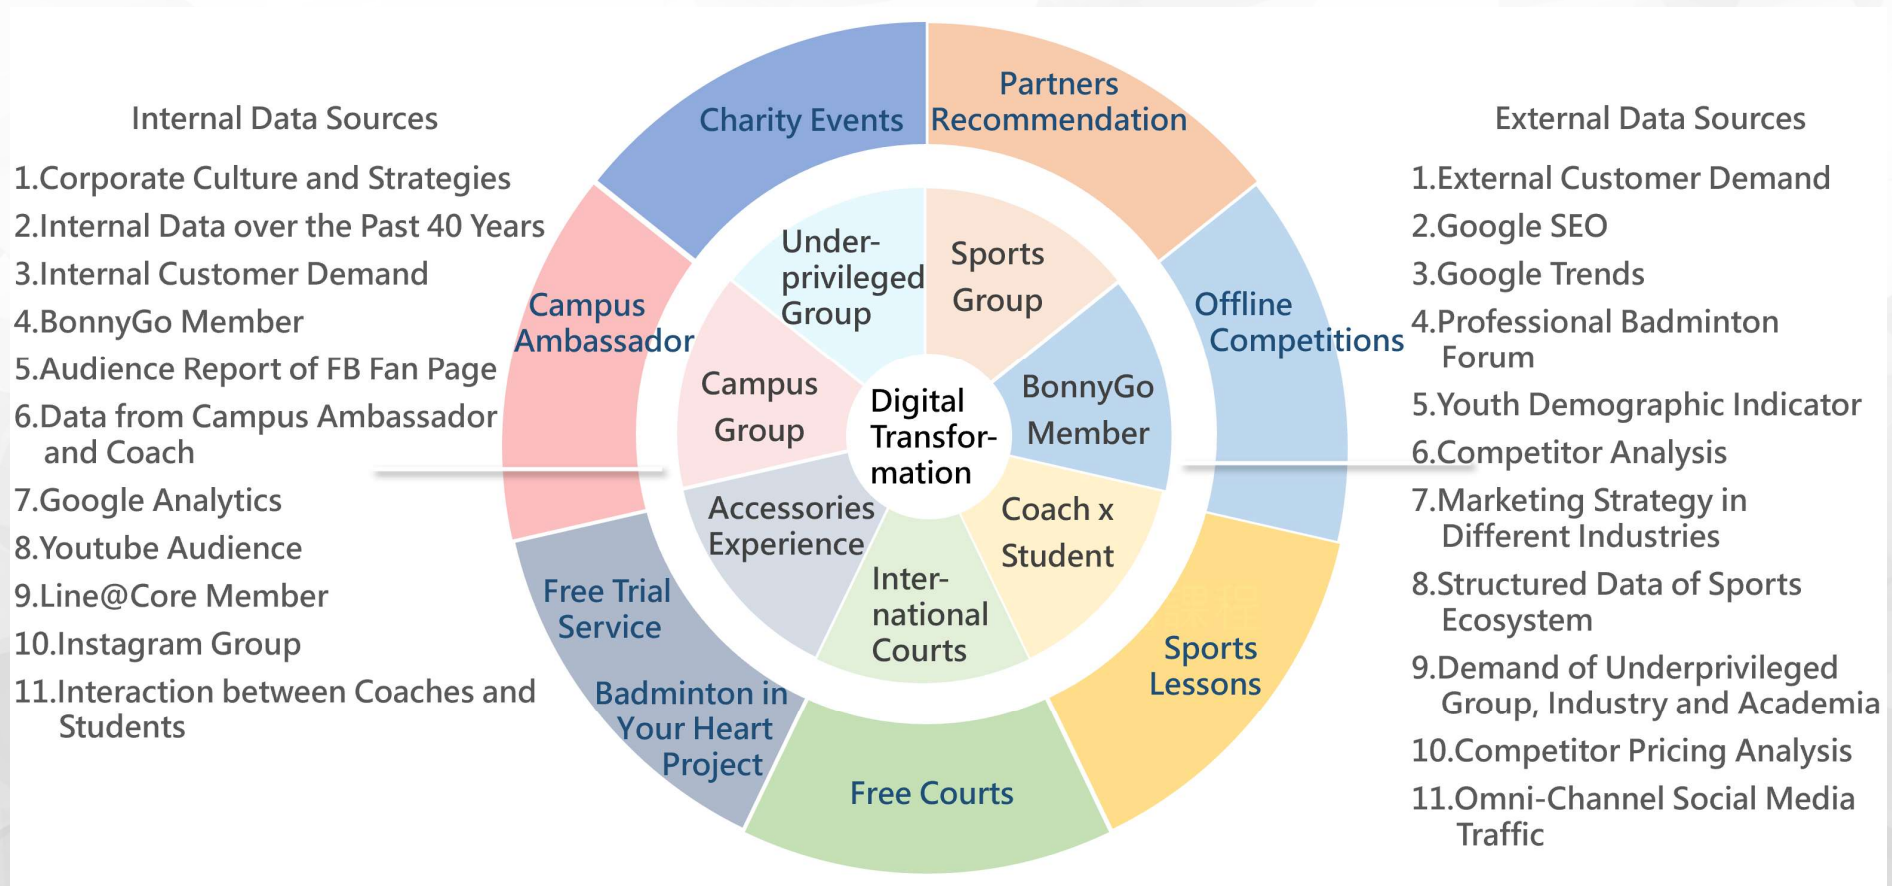 Internal Data Sources
1.Corporate Culture and Strategies
2.Internal Data over the Past 40 Years
3.Internal Customer Demand
4.BonnyGo Member
5.Audience Report of FB Fan Page
6.Data from Campus Ambassador
and Coach
7.Google Analytics
8.Youtube Audience
9.Line@Core Member
10.Instagram Group
11.Interaction between Coaches and
Students
Charity Events
Partners
Recommendation
Offline
Competitions
Sports
Lessons
Free Courts
Badminton in
Your Heart
Project
Free Trial
Service
Campus
Ambassador
Under-
privileged
Group
Sports
Group
BonnyGo
Member
Coach x
Student
Inter-
national
Courts
Accessories
Experience
Campus
Group
Digital
Transfor-
mation
External Data Sources
1.External Customer Demand
2.Google SEO
3.Google Trends
4.Professional Badminton
Forum
5.Youth Demographic Indicator
6.Competitor Analysis
7.Marketing Strategy in
Different Industries
8.Structured Data of Sports
Ecosystem
9.Demand of Underprivileged
Group, Industry and Academia
10.Competitor Pricing Analysis
11.Omni-Channel Social Media
Traffic